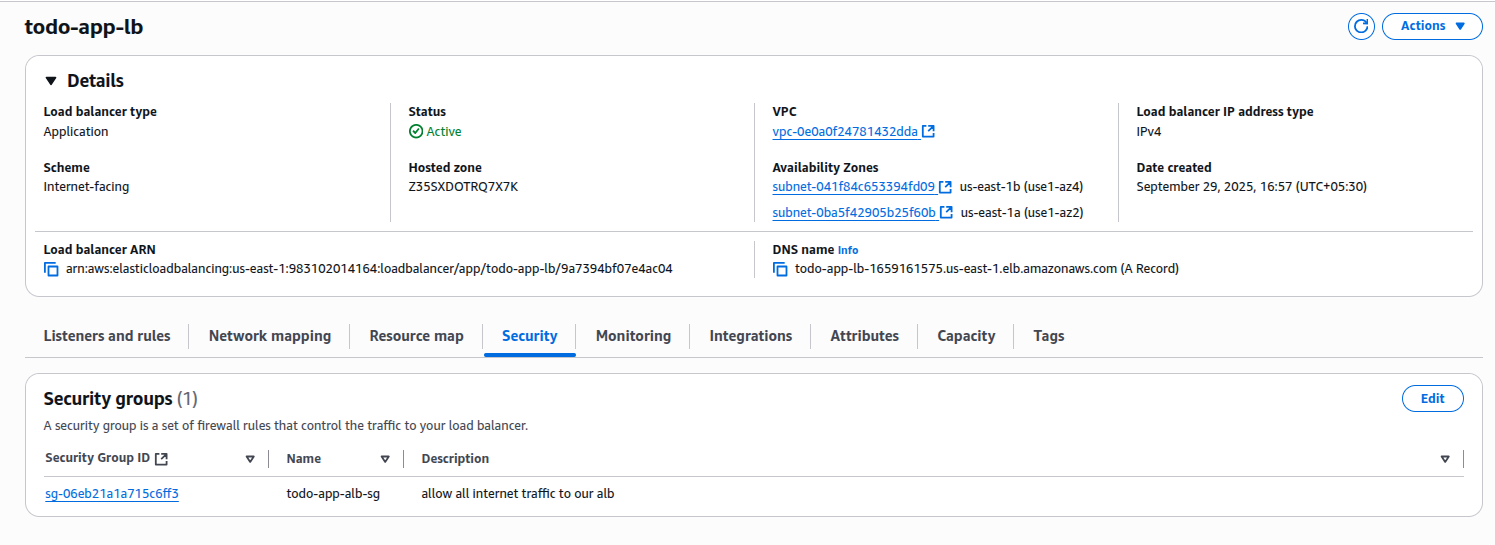 todo-app-lb
Actions
Details
Load balancer type
Application
Status
Active
VPC
vpc-0e0a0f24781432dda
Load balancer IP address type
IPv4
Scheme
Internet-facing
Hosted zone
Z35SXDOTRQ7X7K
Availability Zones
subnet-041f84c653394fd09 us-east-1b (use1-az4)
subnet-0ba5f42905b25f60b us-east-1a (use1-az2)
Date created
September 29, 2025, 16:57 (UTC+05:30)
Load balancer ARN
arn:aws:elasticloadbalancing:us-east-1:983102014164:loadbalancer/app/todo-app-lb/9a7394bf07e4ac04
DNS name Info
todo-app-lb-1659161575.us-east-1.elb.amazonaws.com (A Record)
Listeners and rules Network mapping Resource map Security Monitoring Integrations Attributes Capacity Tags
Security groups (1)
Edit
A security group is a set of firewall rules that control the traffic to your load balancer.
Security Group ID Name Description
sg-06eb21a1a715c6ff3 todo-app-alb-sg allow all internet traffic to our alb